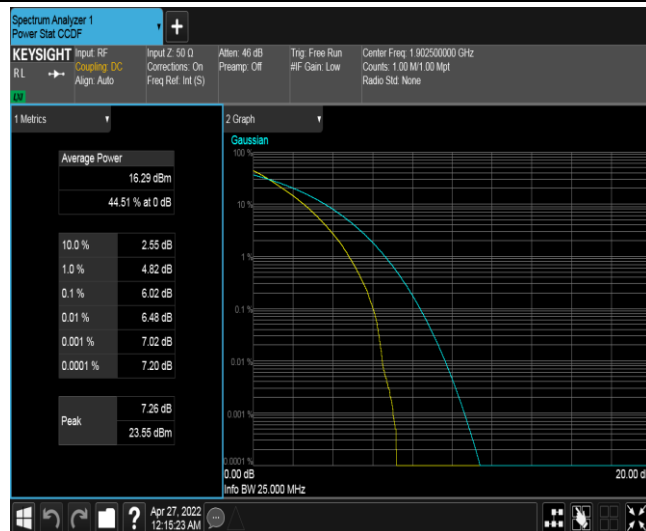 Spectrum Analyzer 1
Power Stat CCDF
+
KEYSIGHT
RL
LNI
Input: RF
Coupling: DC
Align: Auto
Input Z: 50 Ω
Corrections: On
Freq Ref: Int (S)
Atten: 46 dB
Preamp: Off
Trig: Free Run
#IF Gain: Low
Center Freq: 1.902500000 GHz
Counts: 1.00 M/1.00 Mpt
Radio Std: None
1 Metrics
Average Power
16.29 dBm
44.51 % at 0 dB
10.0 % 2.55 dB
1.0 % 4.82 dB
0.1 % 6.02 dB
0.01 % 6.48 dB
0.001 % 7.02 dB
0.0001 % 7.20 dB
Peak
7.26 dB
23.55 dBm
2 Graph
Gaussian
100 %
10 %
1 %
0.1 %
0.01 %
0.001 %
0.0001 %
0.00 dB
20.00 d
Info BW 25.000 MHz
?
Apr 27, 2022
12:15:23 AM